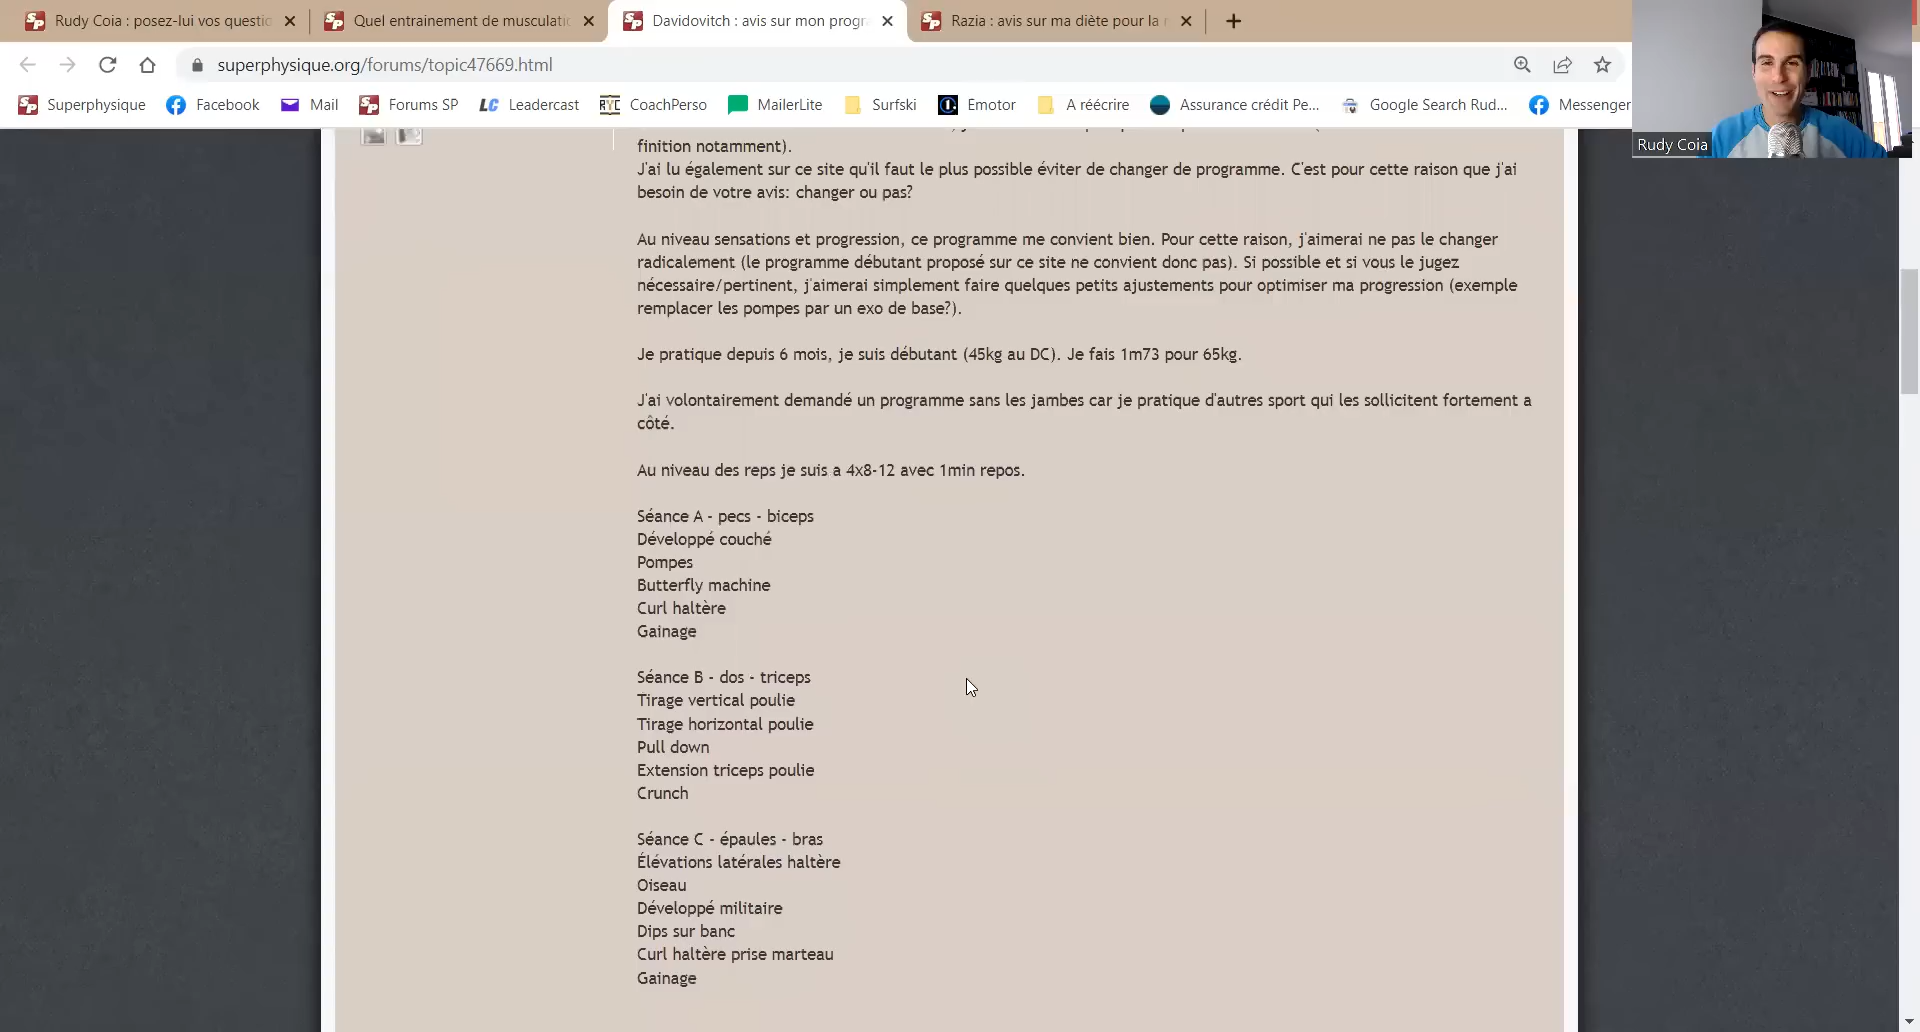 Rudy Coia : posez-lui vos questio
Quel entrainement de musculati
Davidovitch : avis sur mon progr
Razia : avis sur ma diète pour la
superphysique.org/forums/topic47669.html
Superphysique
Facebook
Mail
Forums SP
LC Leadercast
RYC CoachPerso
MailerLite
Surfski
Emotor
A réécrire
Assurance crédit Pe...
Google Search Rud...
Messenger
Rudy Coia
finition notamment).
J'ai lu également sur ce site qu'il faut le plus possible éviter de changer de programme. C'est pour cette raison que j'ai
besoin de votre avis: changer ou pas?
Au niveau sensations et progression, ce programme me convient bien. Pour cette raison, j'aimerai ne pas le changer
radicalement (le programme débutant proposé sur ce site ne convient donc pas). Si possible et si vous le jugez
nécessaire/pertinent, j'aimerai simplement faire quelques petits ajustements pour optimiser ma progression (exemple
remplacer les pompes par un exo de base?).
Je pratique depuis 6 mois, je suis débutant (45kg au DC). Je fais 1m73 pour 65kg.
J'ai volontairement demandé un programme sans les jambes car je pratique d'autres sport qui les sollicitent fortement a
côté.
Au niveau des reps je suis a 4x8-12 avec 1min repos.
Séance A - pecs - biceps
Développé couché
Pompes
Butterfly machine
Curl haltère
Gainage
Séance B - dos - triceps
Tirage vertical poulie
Tirage horizontal poulie
Pull down
Extension triceps poulie
Crunch
Séance C - épaules - bras
Élévations latérales haltère
Oiseau
Développé militaire
Dips sur banc
Curl haltère prise marteau
Gainage